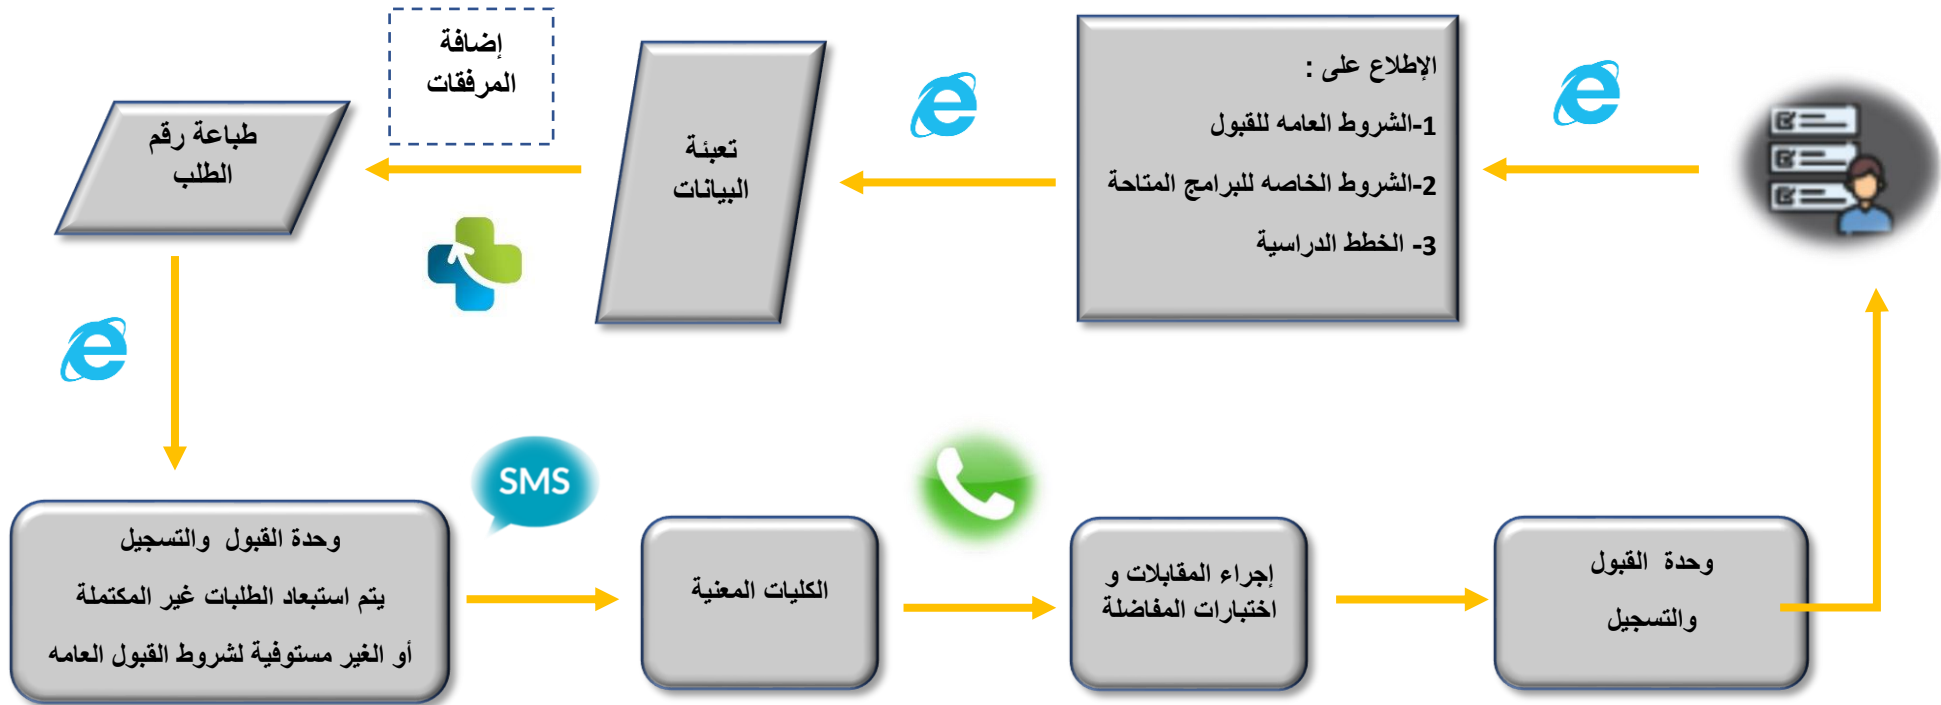 الإطلاع على :
1-الشروط العامه للقبول
2-الشروط الخاصه للبرامج المتاحة
3- الخطط الدراسية
تعبئة
البيانات
إضافة
المرفقات
طباعة رقم
الطلب
وحدة القبول والتسجيل
يتم استبعاد الطلبات غير المكتملة
أو الغير مستوفية لشروط القبول العامه
SMS
الكليات المعنية
إجراء المقابلات و
اختبارات المفاضلة
وحدة القبول
والتسجيل